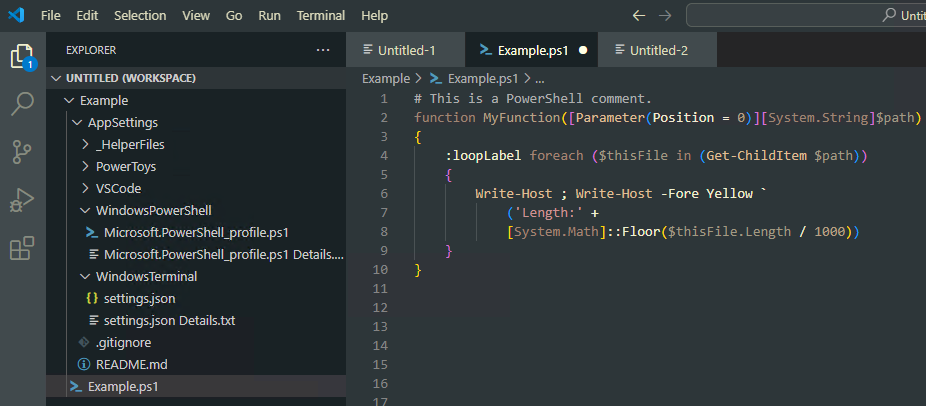 File Edit Selection View Go Run Terminal Help
Untit
EXPLORER
1
UNTITLED (WORKSPACE)
Example
AppSettings
_HelperFiles
PowerToys
VSCode
WindowsPowerShell
Microsoft.PowerShell_profile.ps1
Microsoft.PowerShell_profile.ps1 Details....
WindowsTerminal
{} settings.json
settings.json Details.txt
.gitignore
README.md
Example.ps1
Untitled-1 Example.ps1 Untitled-2
Example > Example.ps1 > ...
1 # This is a PowerShell comment.
2 function MyFunction([Parameter(Position = 0)][System.String]$path)
3 {
4 :loopLabel foreach ($thisFile in (Get-ChildItem $path))
5 {
6 Write-Host ; Write-Host -Fore Yellow `
7 ('Length:' +
8 [System.Math]::Floor($thisFile.Length / 1000))
9 }
10 }
11
12
13
14
15
16
17